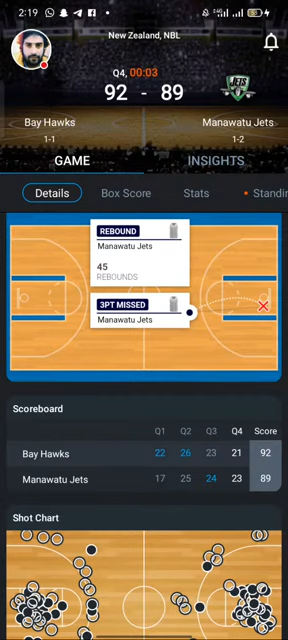 2:19
New Zealand, NBL
Q4, 00:03
92 - 89
JETS
Bay Hawks
Manawatu Jets
1-1
1-2
GAME
INSIGHTS
Details
Box Score
Stats
Standin
REBOUND
Manawatu Jets
45
REBOUNDS
3PT MISSED
Manawatu Jets
Scoreboard
Q1 Q2 Q3 Q4 Score
Bay Hawks 22 26 23 21 92
Manawatu Jets 17 25 24 23 89
Shot Chart